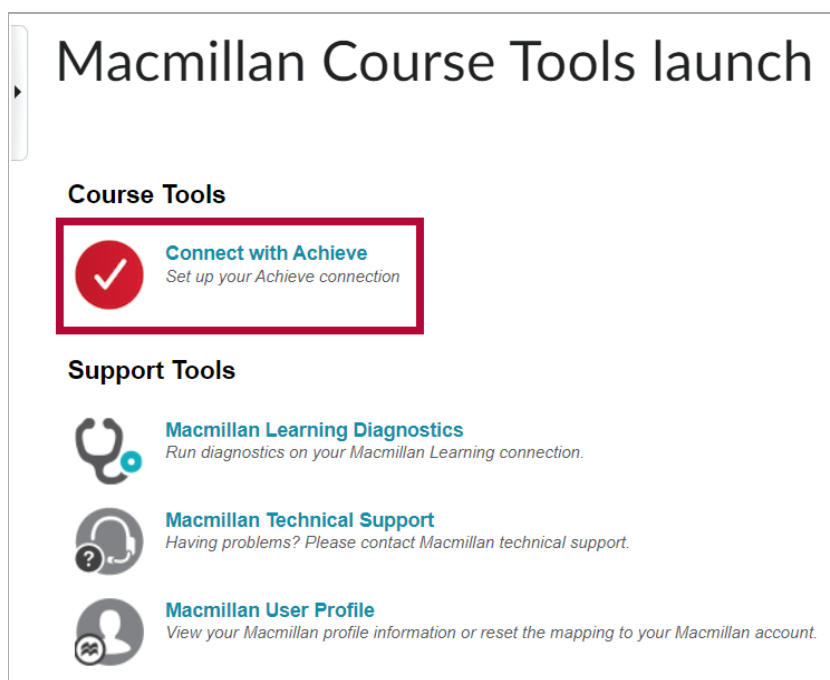 Macmillan Course Tools launch
Course Tools
Connect with Achieve
Set up your Achieve connection
Support Tools
Macmillan Learning Diagnostics
Run diagnostics on your Macmillan Learning connection.
Macmillan Technical Support
Having problems? Please contact Macmillan technical support.
?
Macmillan User Profile
View your Macmillan profile information or reset the mapping to your Macmillan account.